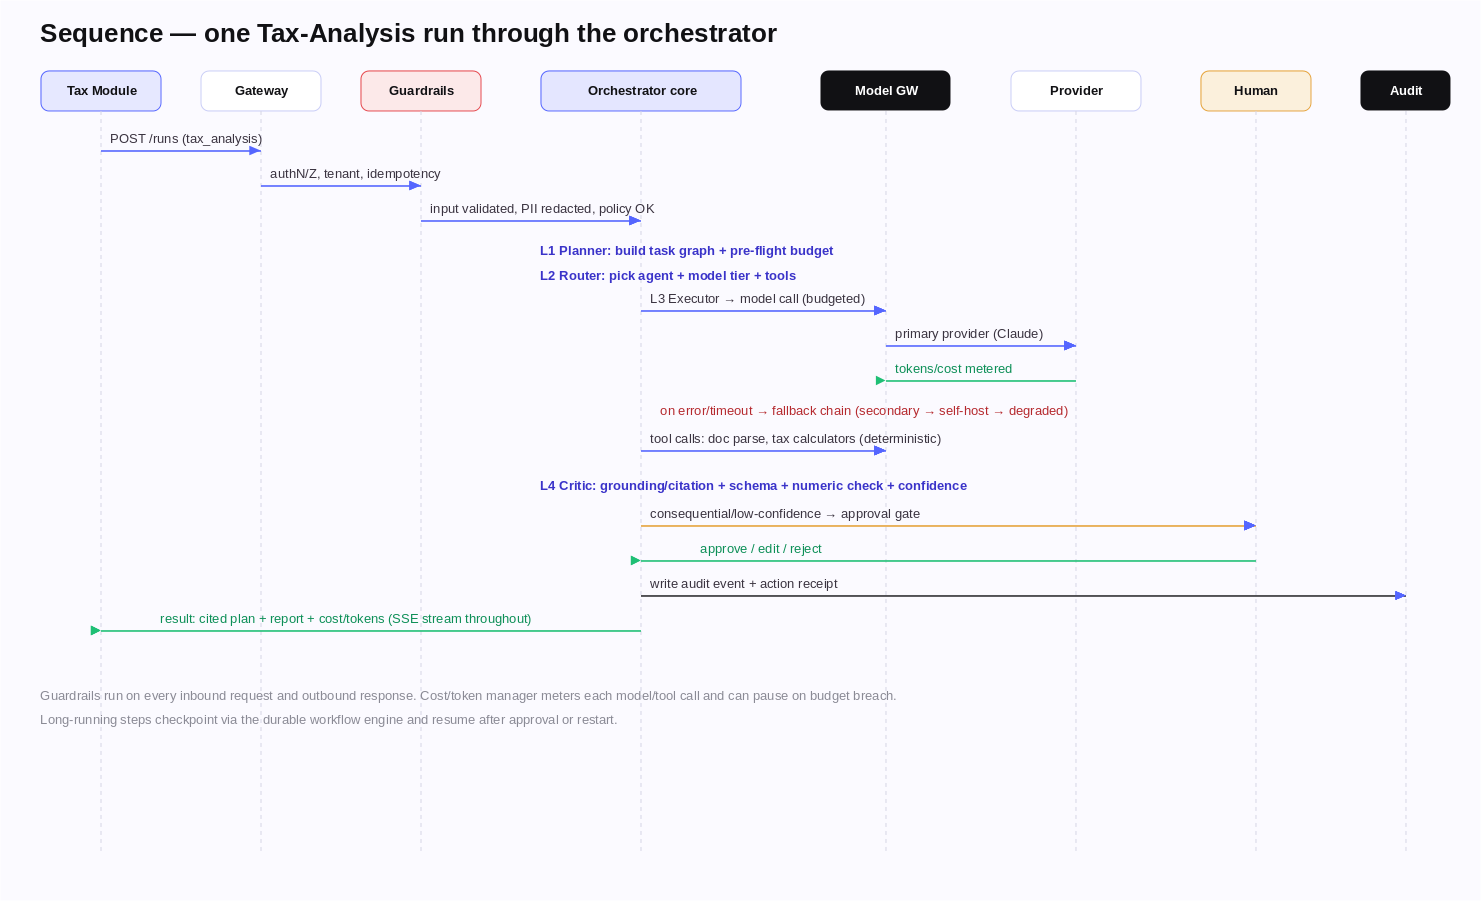 Sequence — one Tax-Analysis run through the orchestrator
Tax Module
Gateway
Guardrails
Orchestrator core
Model GW
Provider
Human
Audit
POST /runs (tax_analysis)
authN/Z, tenant, idempotency
input validated, PII redacted, policy OK
L1 Planner: build task graph + pre-flight budget
L2 Router: pick agent + model tier + tools
L3 Executor → model call (budgeted)
primary provider (Claude)
tokens/cost metered
on error/timeout → fallback chain (secondary → self-host → degraded)
tool calls: doc parse, tax calculators (deterministic)
L4 Critic: grounding/citation + schema + numeric check + confidence
consequential/low-confidence → approval gate
approve / edit / reject
write audit event + action receipt
result: cited plan + report + cost/tokens (SSE stream throughout)
Guardrails run on every inbound request and outbound response. Cost/token manager meters each model/tool call and can pause on budget breach.
Long-running steps checkpoint via the durable workflow engine and resume after approval or restart.